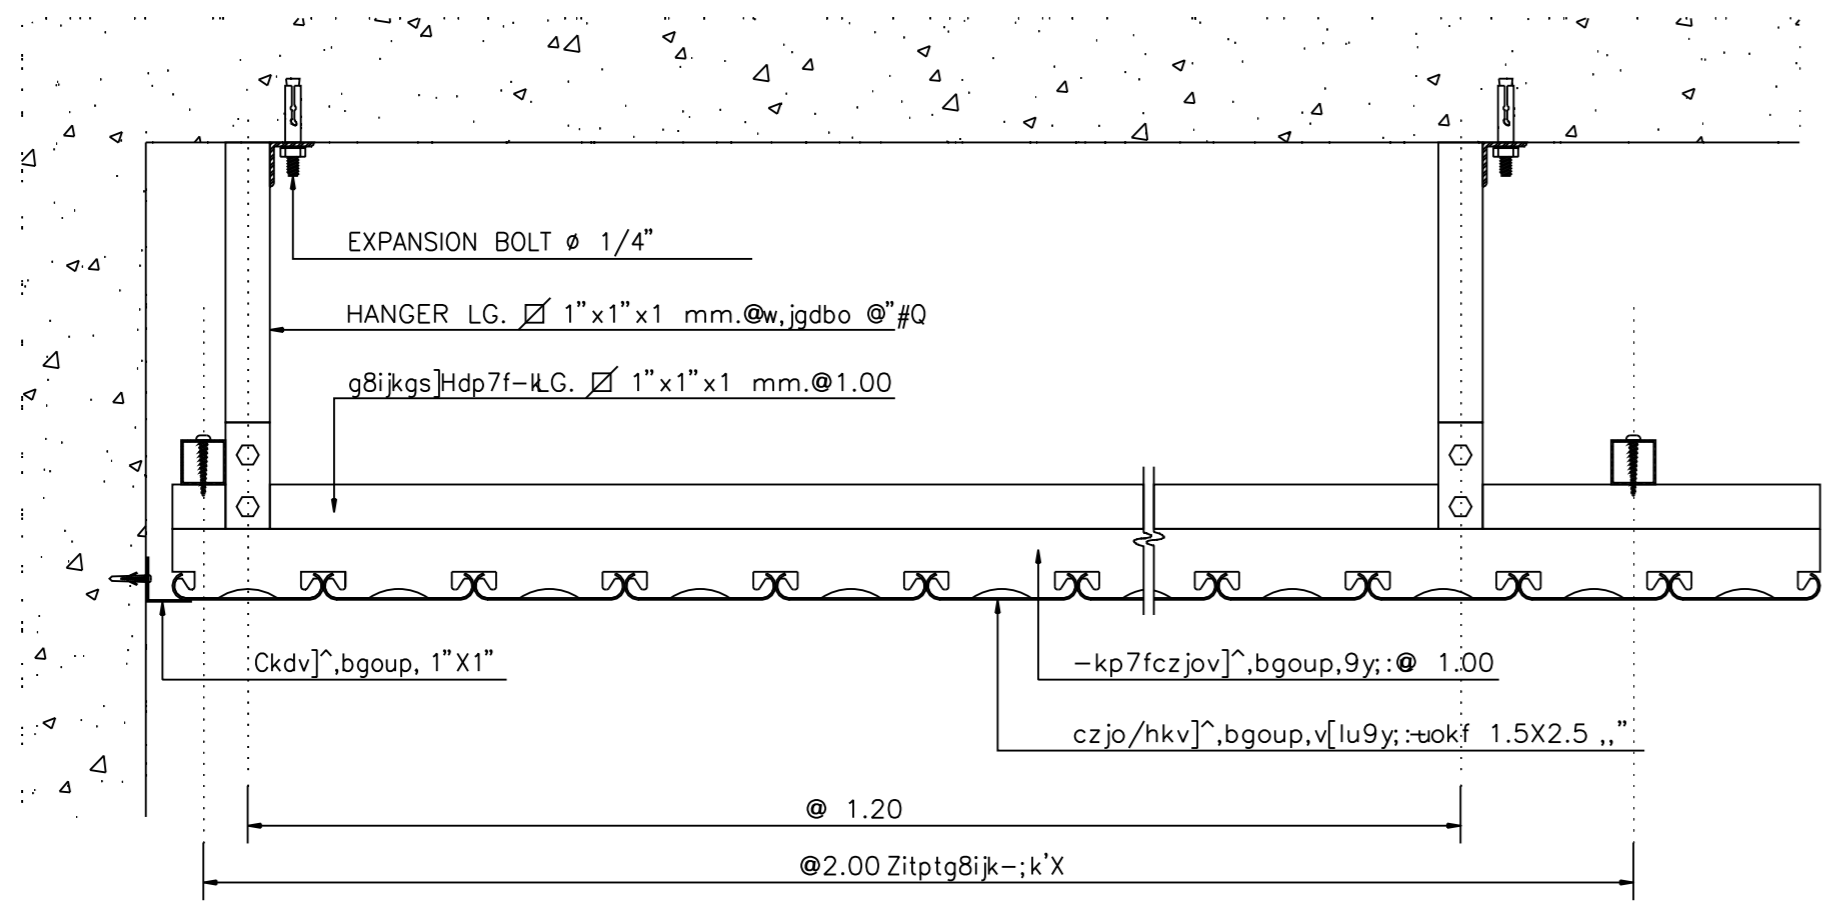 EXPANSION BOLT ø 1/4"
HANGER LG. 1"x1"x1 mm.@w,jgdbo @"#Q
g8ijkgs]Hdp7f-kLG. 1"x1"x1 mm.@1.00
Ckdv]^,bgoup, 1"X1"
-kp7fczjov]^,bgoup,9y;:@ 1.00
czjo/hkv]^,bgoup,v[lu9y;:-uokf 1.5X2.5 ,,"
@ 1.20
@2.00 Zitptg8ijk-;k'X